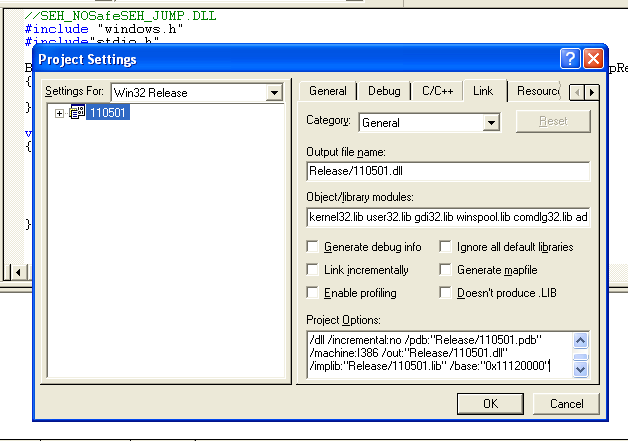 //SEH_NOSafeSEH_JUMP.DLL
#include "windows.h"
#include"stdio.h"
Project Settings
Settings For:
Win32 Release
110501
General
Debug
C/C++
Link
Resourc
Category:
General
Reset
Output file name:
Release/110501.dll
Object/library modules:
kernel32.lib user32.lib gdi32.lib winspool.lib comdlg32.lib ad
Generate debug info
Ignore all default libraries
Link incrementally
Generate mapfile
Enable profiling
Doesn't produce .LIB
Project Options:
/dll /incremental:no /pdb:"Release/110501.pdb"
/machine:I386 /out:"Release/110501.dll"
/implib:"Release/110501.lib" /base:"0x11120000"
OK
Cancel